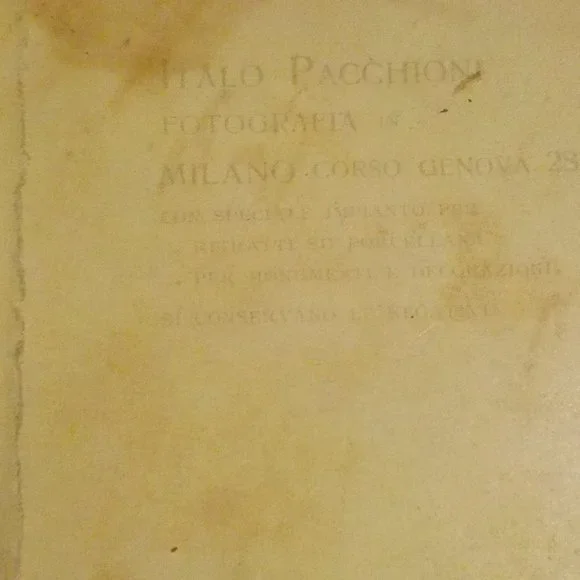 ITALO PACCHIONI
FOTOGRAFIA IN
MILANO. CORSO GENOVA 28
CON SPECIALE IMPIANTO PER
.. RITRATTI SU PORCELLANA ..
.. PER MONUMENTI E DECORAZIONI.
SI CONSERVANO LE NEGATIVE